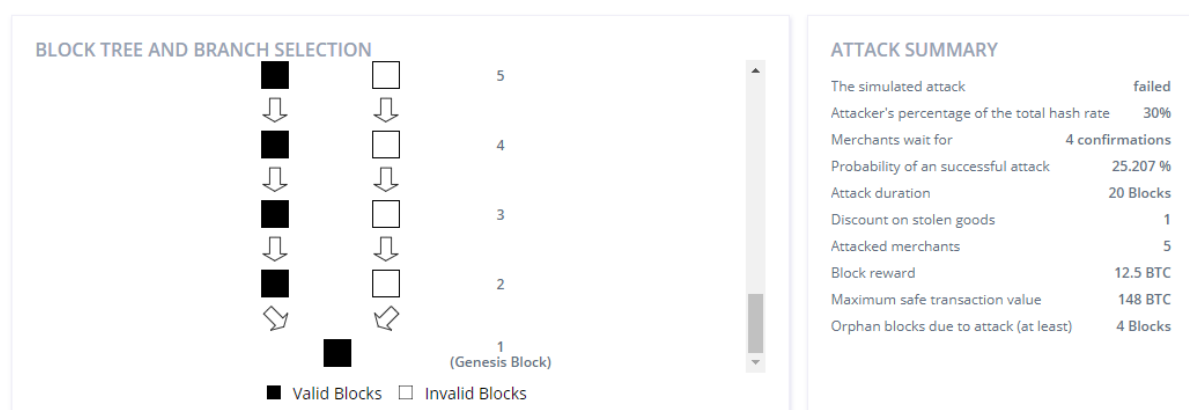 BLOCK TREE AND BRANCH SELECTION
5
4
3
2
1
(Genesis Block)
Valid Blocks Invalid Blocks
ATTACK SUMMARY
The simulated attack failed
Attacker's percentage of the total hash rate 30%
Merchants wait for 4 confirmations
Probability of an successful attack 25.207 %
Attack duration 20 Blocks
Discount on stolen goods 1
Attacked merchants 5
Block reward 12.5 BTC
Maximum safe transaction value 148 BTC
Orphan blocks due to attack (at least) 4 Blocks